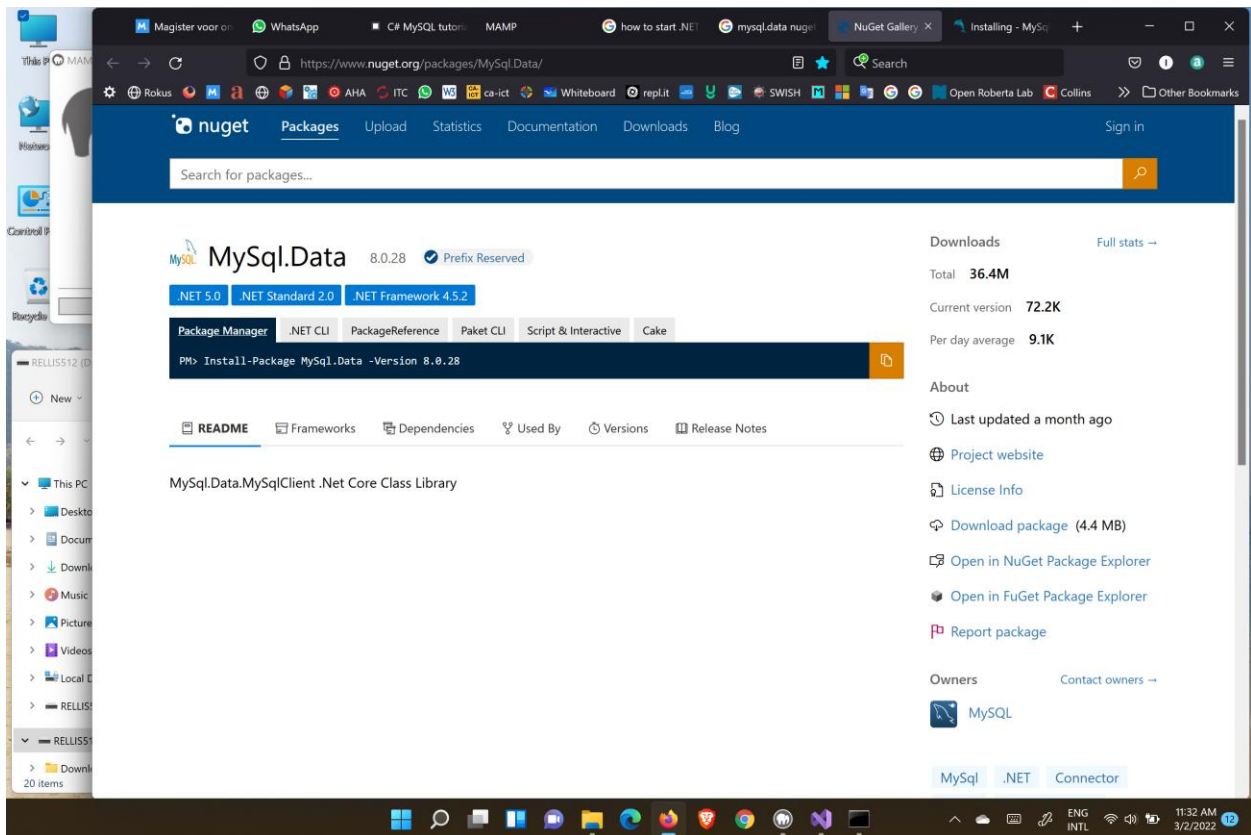 This P
MAM
Control P
RELLIS512 (D
New
This PC
Deskto
Docum
Downl
Music
Picture
Videos
Local D
RELLIS5
RELLIS51
Downl
20 items
Magister voor on
WhatsApp
C# MySQL tutori
MAMP
how to start .NET
mysql.data nuget
NuGet Gallery
Installing - MySq
https://www.nuget.org/packages/MySql.Data/
Search
Rokus
AHA
ITC
ca-ict
Whiteboard
repl.it
SWISH
Open Roberta Lab
Collins
Other Bookmarks
nuget
Packages
Upload
Statistics
Documentation
Downloads
Blog
Sign in
Search for packages...
MySQL
MySql.Data
8.0.28
Prefix Reserved
.NET 5.0
.NET Standard 2.0
.NET Framework 4.5.2
Package Manager
.NET CLI
PackageReference
Paket CLI
Script & Interactive
Cake
PM> Install-Package MySql.Data -Version 8.0.28
README
Frameworks
Dependencies
Used By
Versions
Release Notes
MySql.Data.MySqlClient .Net Core Class Library
Downloads
Full stats →
Total 36.4M
Current version 72.2K
Per day average 9.1K
About
Last updated a month ago
Project website
License Info
Download package (4.4 MB)
Open in NuGet Package Explorer
Open in FuGet Package Explorer
Report package
Owners
Contact owners →
MySQL
MySql
.NET
Connector
ENG
INTL
11:32 AM
3/2/2022
12